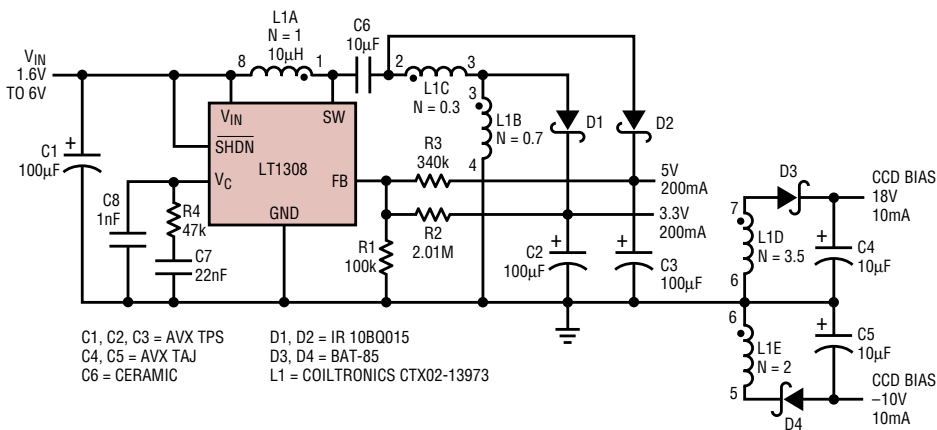 L1A
N = 1
10µH
C6
10µF
VIN
1.6V
TO 6V
8
1
2
3
L1C
N = 0.3
3
L1B
N = 0.7
4
D1
D2
VIN
SW
SHDN
LT1308
VC
FB
GND
C1
+
100µF
C8
1nF
R4
47k
C7
22nF
R3
340k
R2
2.01M
R1
100k
5V
200mA
3.3V
200mA
C2
+
100µF
+
C3
100µF
D3
CCD BIAS
18V
10mA
7
L1D
N = 3.5
6
+
C4
10µF
6
L1E
N = 2
5
+
C5
10µF
D4
CCD BIAS
–10V
10mA
C1, C2, C3 = AVX TPS
C4, C5 = AVX TAJ
C6 = CERAMIC
D1, D2 = IR 10BQ015
D3, D4 = BAT-85
L1 = COILTRONICS CTX02-13973